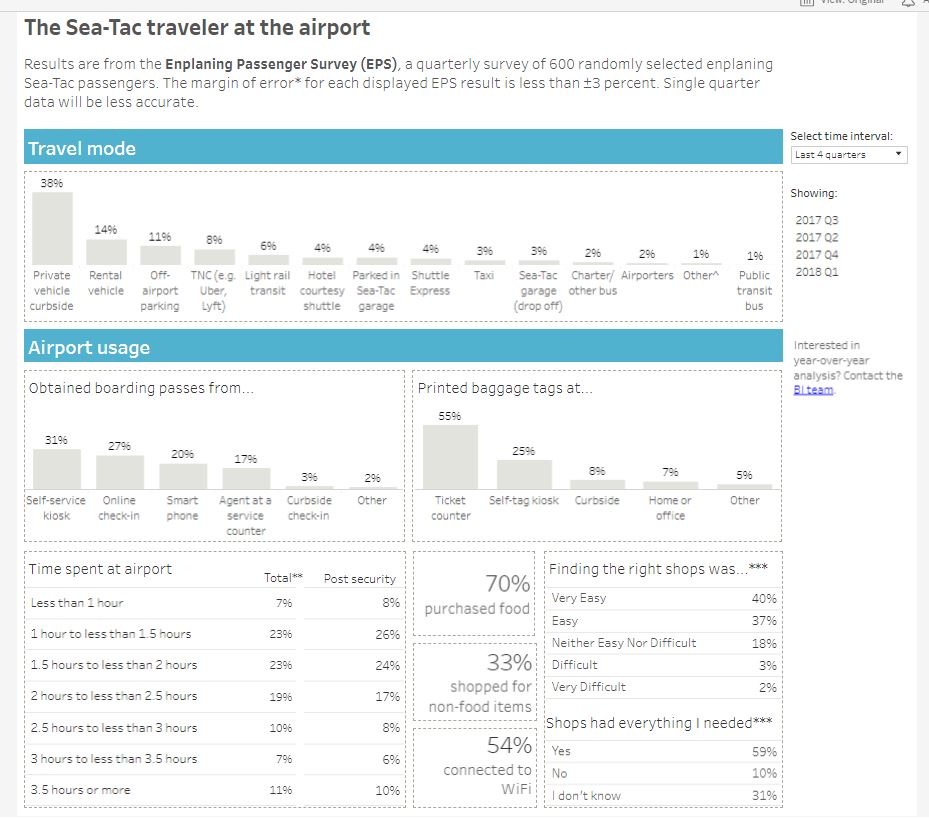 View: Original
The Sea-Tac traveler at the airport
Results are from the Enplaning Passenger Survey (EPS), a quarterly survey of 600 randomly selected enplaning
Sea-Tac passengers. The margin of error* for each displayed EPS result is less than ±3 percent. Single quarter
data will be less accurate.
Travel mode
Select time interval:
Last 4 quarters
Showing:
2017 Q3
2017 Q2
2017 Q4
2018 Q1
38% 14% 11% 8% 6% 4% 4% 4% 3% 3% 2% 2% 1% 1%
Private Rental Off- TNC (e.g. Light rail Hotel Parked in Shuttle Taxi Sea-Tac Charter/ Airporters Other^ Public
vehicle vehicle airport Uber, transit courtesy Sea-Tac Express garage other bus transit
curbside parking Lyft) shuttle garage (drop off) bus
Airport usage
Interested in
year-over-year
analysis? Contact the
BI team.
Obtained boarding passes from...
31% 27% 20% 17% 3% 2%
Self-service Online Smart Agent at a Curbside Other
kiosk check-in phone service check-in
counter
Printed baggage tags at...
55% 25% 8% 7% 5%
Ticket Self-tag kiosk Curbside Home or Other
counter office
Time spent at airport
Total** Post security
Less than 1 hour 7% 8%
1 hour to less than 1.5 hours 23% 26%
1.5 hours to less than 2 hours 23% 24%
2 hours to less than 2.5 hours 19% 17%
2.5 hours to less than 3 hours 10% 8%
3 hours to less than 3.5 hours 7% 6%
3.5 hours or more 11% 10%
70%
purchased food
33%
shopped for
non-food items
54%
connected to
WiFi
Finding the right shops was...***
Very Easy 40%
Easy 37%
Neither Easy Nor Difficult 18%
Difficult 3%
Very Difficult 2%
Shops had everything I needed***
Yes 59%
No 10%
I don't know 31%